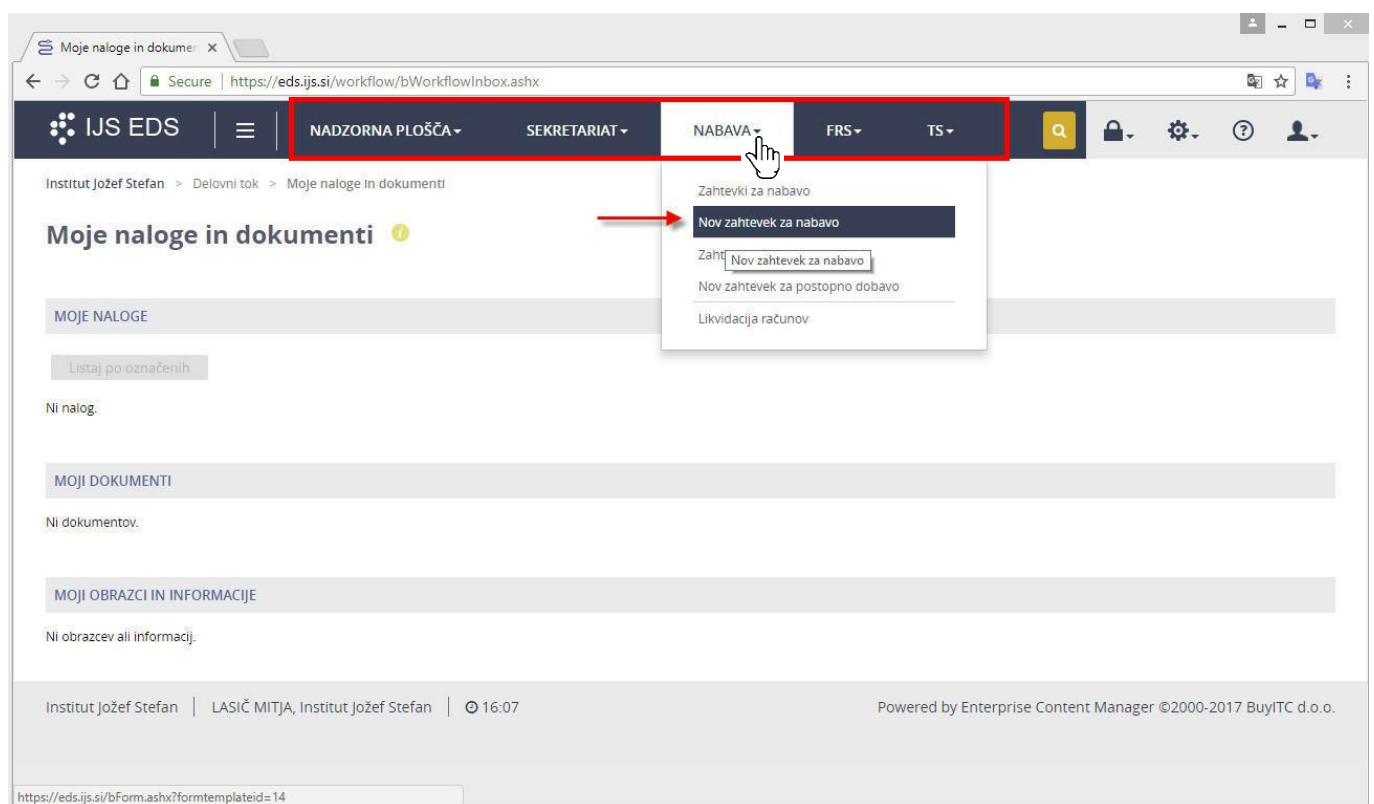 Moje naloge in dokumen
Secure | https://eds.ijs.si/workflow/bWorkflowInbox.ashx
IJS EDS NADZORNA PLOŠČA SEKRETARIAT NABAVA FRS TS
Institut Jožef Stefan > Delovni tok > Moje naloge in dokumenti
Zahtevki za nabavo
Nov zahtevek za nabavo
Moje naloge in dokumenti
Zaht
Nov zahtevek za nabavo
Nov zahtevek za postopno dobavo
Likvidacija računov
MOJE NALOGE
Listaj po označenih
Ni nalog.
MOJI DOKUMENTI
Ni dokumentov.
MOJI OBRAZCI IN INFORMACIJE
Ni obrazcev ali informacij.
Institut Jožef Stefan | LASIČ MITJA, Institut Jožef Stefan | 16:07 Powered by Enterprise Content Manager ©2000-2017 BuyITC d.o.o.
https://eds.ijs.si/bForm.ashx?formtemplateid=14